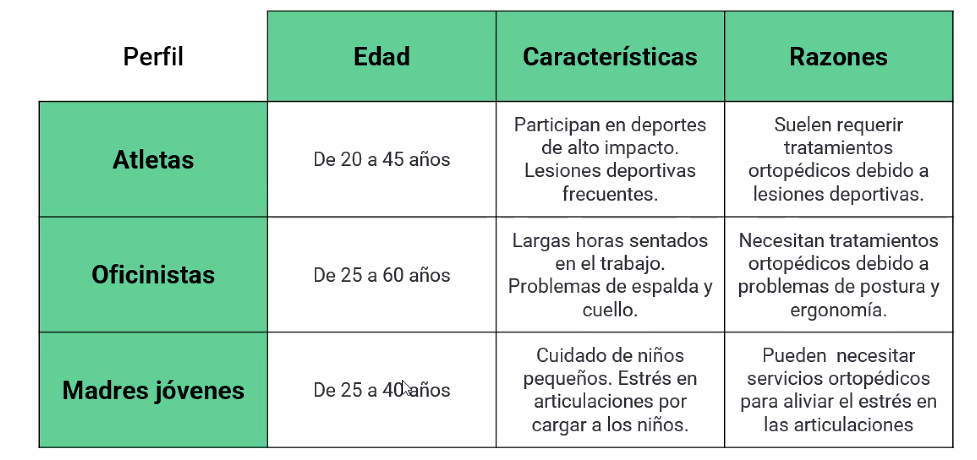 Perfil
Edad
Características
Razones
Atletas
De 20 a 45 años
Participan en deportes
de alto impacto.
Lesiones deportivas
frecuentes.
Suelen requerir
tratamientos
ortopédicos debido a
lesiones deportivas.
Oficinistas
De 25 a 60 años
Largas horas sentados
en el trabajo.
Problemas de espalda y
cuello.
Necesitan tratamientos
ortopédicos debido a
problemas de postura y
ergonomía.
Madres jóvenes
De 25 a 40 años
Cuidado de niños
pequeños. Estrés en
articulaciones por
cargar a los niños.
Pueden necesitar
servicios ortopédicos
para aliviar el estrés en
las articulaciones